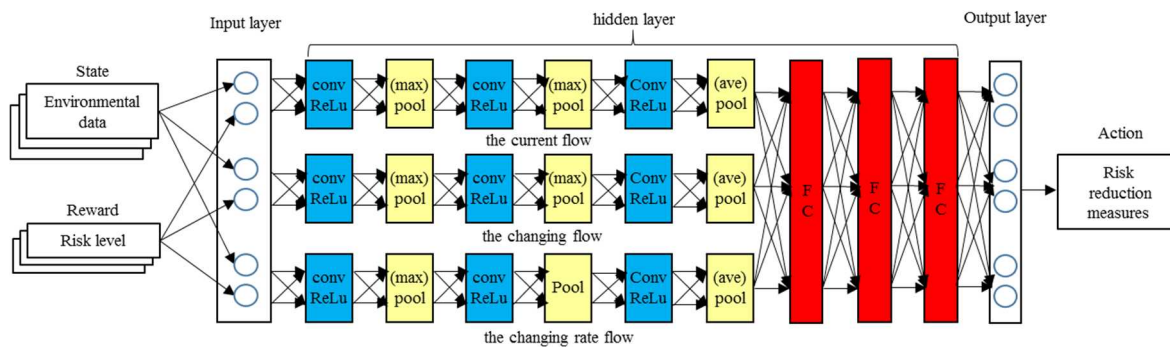 Input layer
hidden layer
Output layer
State
Environmental
data
Reward
Risk level
conv
ReLu
(max)
pool
conv
ReLu
(max)
pool
Conv
ReLu
(ave)
pool
the current flow
conv
ReLu
(max)
pool
conv
ReLu
(max)
pool
Conv
ReLu
(ave)
pool
the changing flow
conv
ReLu
(max)
pool
conv
ReLu
Pool
Conv
ReLu
(ave)
pool
the changing rate flow
F
C
F
C
F
C
Action
Risk
reduction
measures